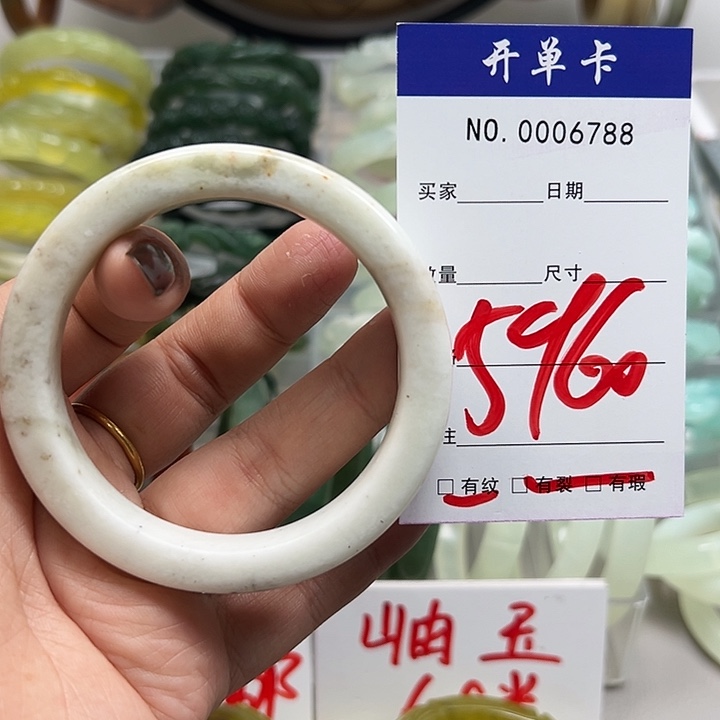 开单卡
NO. 0006788
买家 日期
量 尺寸
5960
主
□有纹 □有裂 □有瑕
岫玉